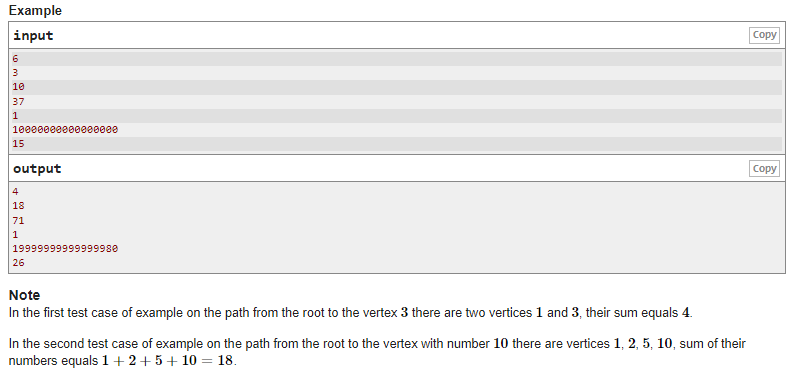 Example
input
Copy
6
3
10
37
1
10000000000000000
15
output
Copy
4
18
71
1
19999999999999980
26
Note
In the first test case of example on the path from the root to the vertex 3 there are two vertices 1 and 3, their sum equals 4.
In the second test case of example on the path from the root to the vertex with number 10 there are vertices 1, 2, 5, 10, sum of their
numbers equals 1 + 2 + 5 + 10 = 18.